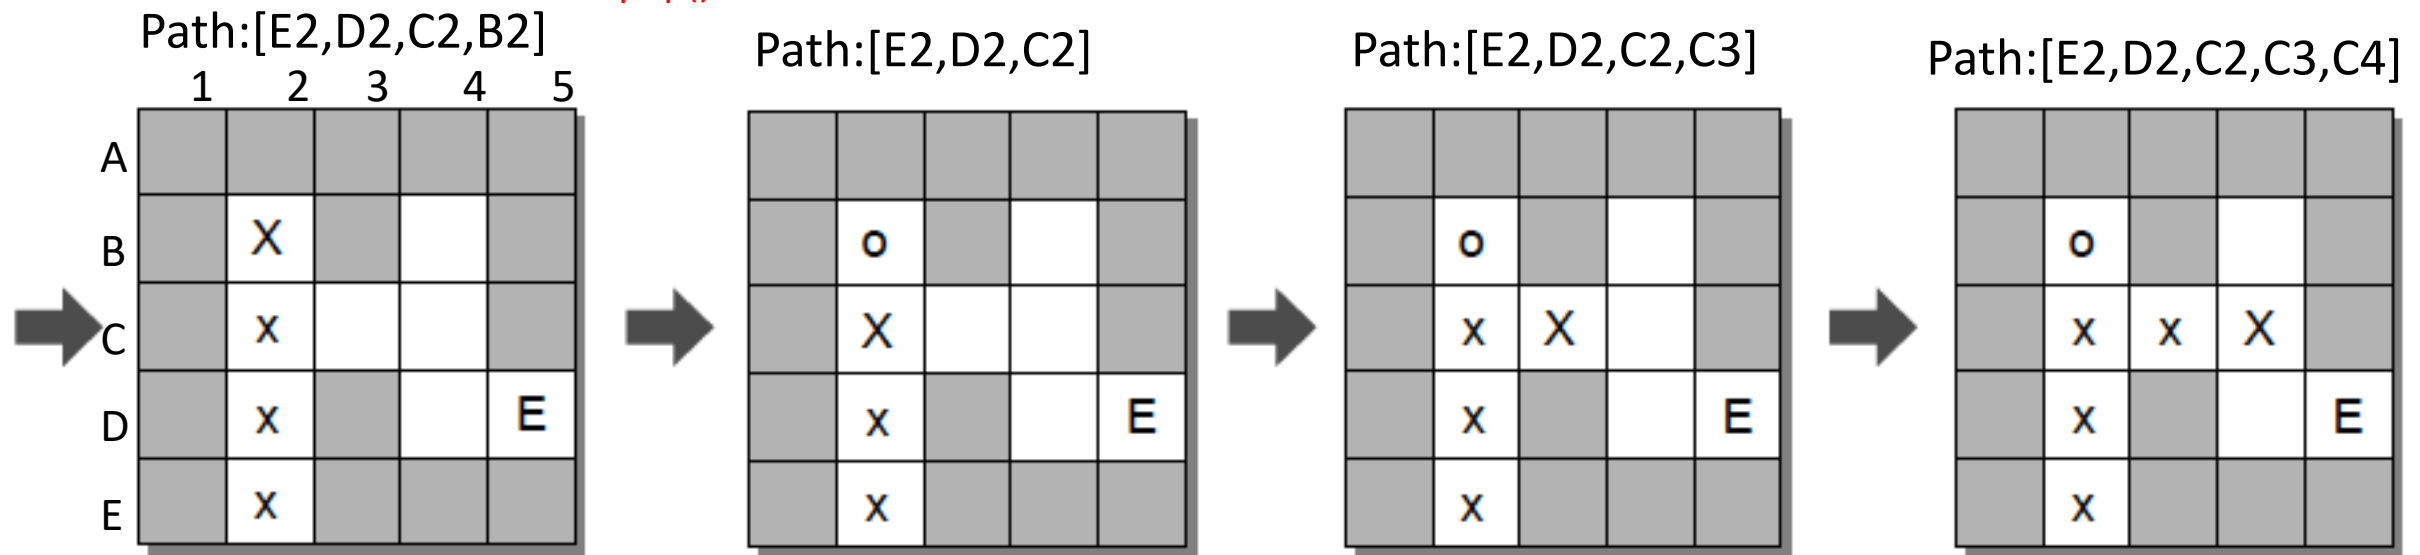 Path:[E2,D2,C2,B2]
1 2 3 4 5
A
B X
C x
D x E
E x
Path:[E2,D2,C2]
o
X
x E
x
Path:[E2,D2,C2,C3]
o
x X
x E
x
Path:[E2,D2,C2,C3,C4]
o
x x X
x E
x